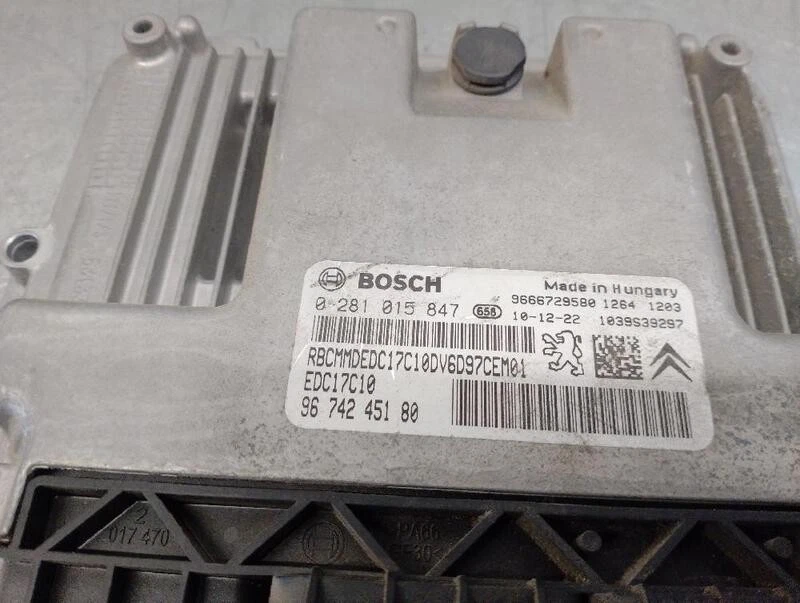 BOSCH
Made in Hungary
0 281 015 847 658
9666729580 1264 1203
10-12-22 1039S39297
RBCMMDEDC17C10DV6D97CEM01
EDC17C10
96 742 451 80
2
017 470